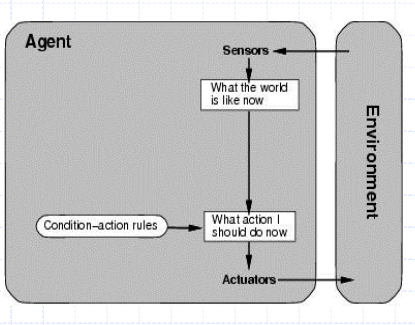 Agent
Sensors
What the world
is like now
Environment
Condition–action rules
What action I
should do now
Actuators